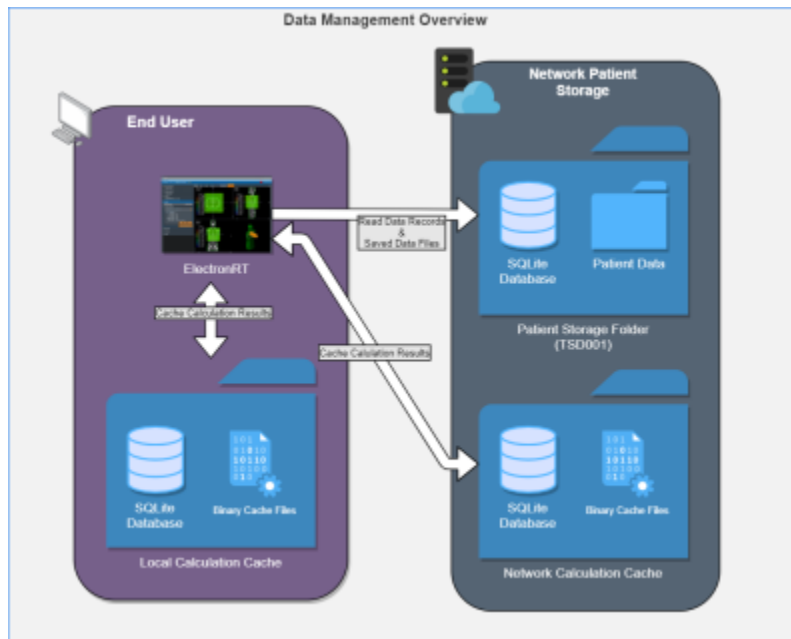 Data Management Overview
Network Patient
Storage
End User
ElectronRT
Read Data Records
&
Saved Data Files
SQLite
Database
Patient Data
Patient Storage Folder
(TSD001)
Cache Calculation Results
Cache Calulation Results
SQLite
Database
Binary Cache Files
Local Calculation Cache
SQLite
Database
Binary Cache Files
Network Calculation Cache